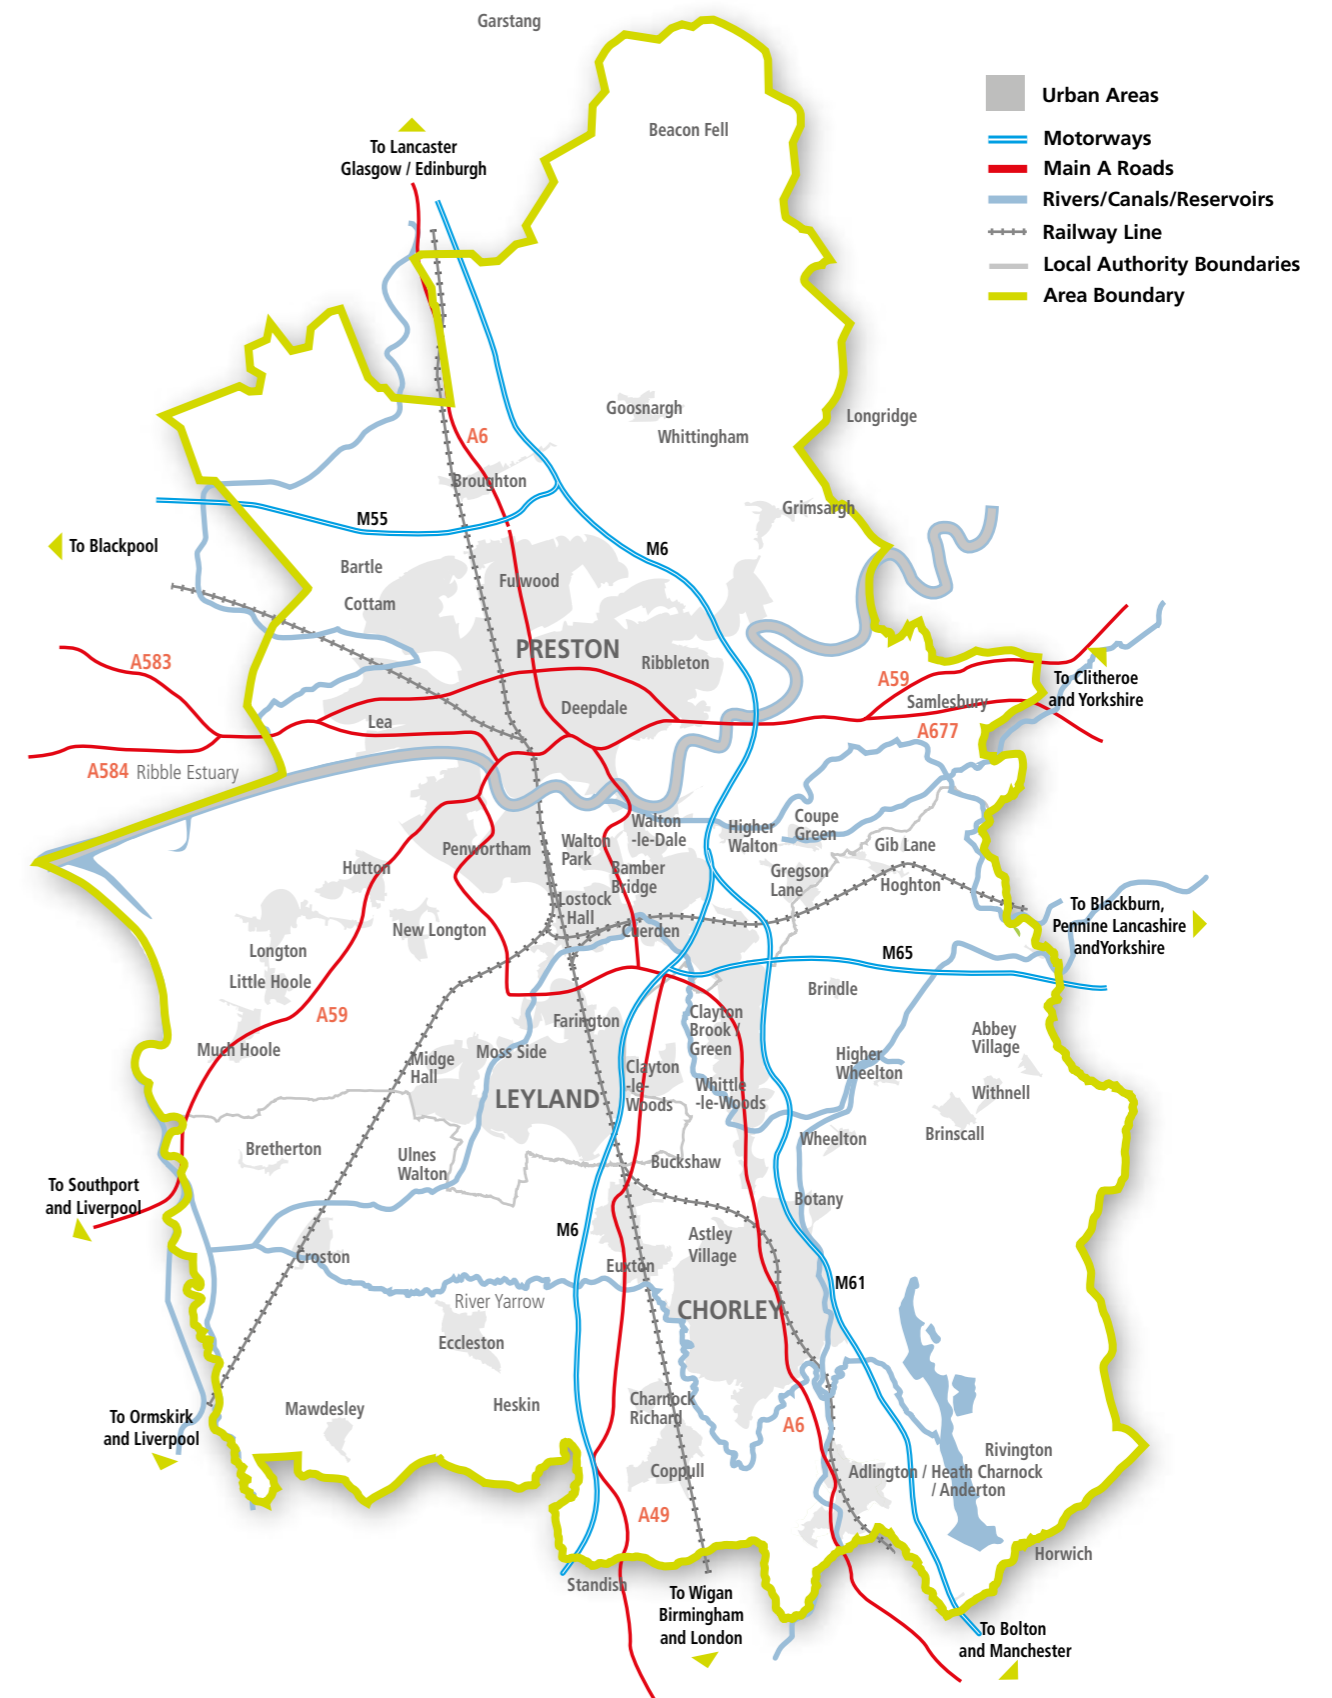 Garstang
Urban Areas
Motorways
Main A Roads
Rivers/Canals/Reservoirs
Railway Line
Local Authority Boundaries
Area Boundary
Beacon Fell
To Lancaster
Glasgow / Edinburgh
Goosnargh
Whittingham
Longridge
A6
Broughton
Grimsargh
M55
To Blackpool
M6
Bartle
Cottam
Fulwood
PRESTON
Ribbleton
A583
A59
To Clitheroe
and Yorkshire
Samlesbury
Deepdale
Lea
A677
A584
Ribble Estuary
Walton
-le-Dale
Higher
Walton
Coupe
Green
Gib Lane
Penwortham
Walton
Park
Bamber
Bridge
Hutton
Gregson
Lane
Hoghton
Lostock
Hall
Cuerden
New Longton
To Blackburn,
Pennine Lancashire
andYorkshire
Longton
Little Hoole
M65
Brindle
A59
Farington
Clayton
Brook /
Green
Abbey
Village
Much Hoole
Midge
Hall
Moss Side
Higher
Wheelton
Clayton
-le-
Woods
Whittle
-le-Woods
Withnell
LEYLAND
Brinscall
Wheelton
Bretherton
Ulnes
Walton
Buckshaw
To Southport
and Liverpool
Botany
M6
Astley
Village
Croston
Euxton
M61
River Yarrow
CHORLEY
Eccleston
Mawdesley
Heskin
Charnock
Richard
To Ormskirk
and Liverpool
A6
Rivington
Coppull
Adlington / Heath Charnock
/ Anderton
A49
Horwich
Standish
To Wigan
Birmingham
and London
To Bolton
and Manchester